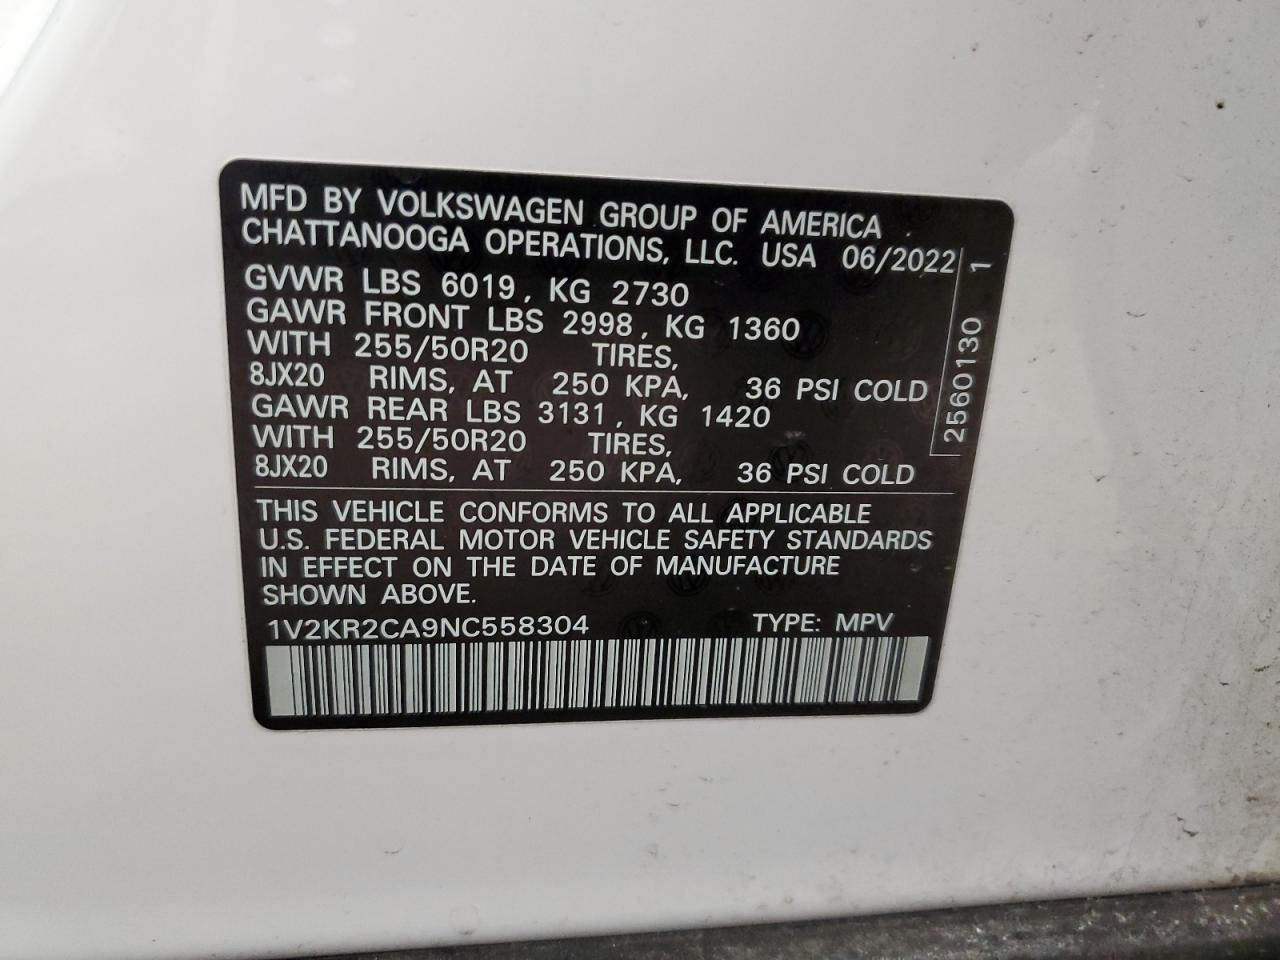 MFD BY VOLKSWAGEN GROUP OF AMERICA
CHATTANOOGA OPERATIONS, LLC. USA 06/2022
GVWR LBS 6019, KG 2730
GAWR FRONT LBS 2998, KG 1360
WITH 255/50R20 TIRES,
8JX20 RIMS, AT 250 KPA, 36 PSI COLD
GAWR REAR LBS 3131, KG 1420
WITH 255/50R20 TIRES,
8JX20 RIMS, AT 250 KPA, 36 PSI COLD
2560130 1
THIS VEHICLE CONFORMS TO ALL APPLICABLE
U.S. FEDERAL MOTOR VEHICLE SAFETY STANDARDS
IN EFFECT ON THE DATE OF MANUFACTURE
SHOWN ABOVE.
1V2KR2CA9NC558304 TYPE: MPV